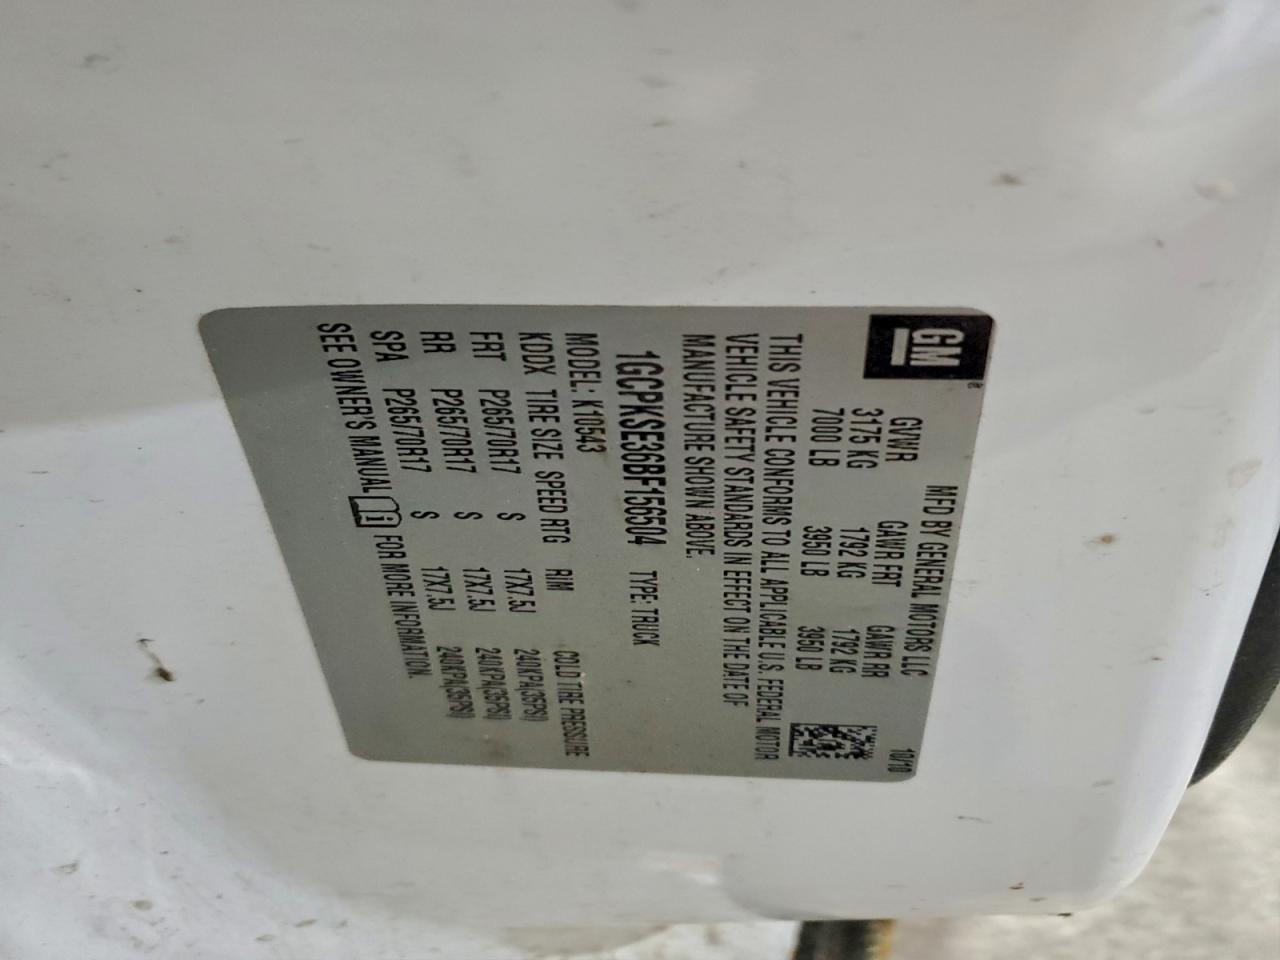 GM
MFD BY GENERAL MOTORS LLC 10/10
GVWR GAWR FRT GAWR RR
3175 KG 1792 KG 1792 KG
7000 LB 3950 LB 3950 LB
THIS VEHICLE CONFORMS TO ALL APPLICABLE U.S. FEDERAL MOTOR
VEHICLE SAFETY STANDARDS IN EFFECT ON THE DATE OF
MANUFACTURE SHOWN ABOVE.
1GCPKSE36BF156504 TYPE: TRUCK
MODEL: K10543
KDDX TIRE SIZE SPEED RTG RIM COLD TIRE PRESSURE
FRT P265/70R17 S 17X7.5J 240KPA(35PSI)
RR P265/70R17 S 17X7.5J 240KPA(35PSI)
SPA P265/70R17 S 17X7.5J 240KPA(35PSI)
SEE OWNER'S MANUAL FOR MORE INFORMATION.